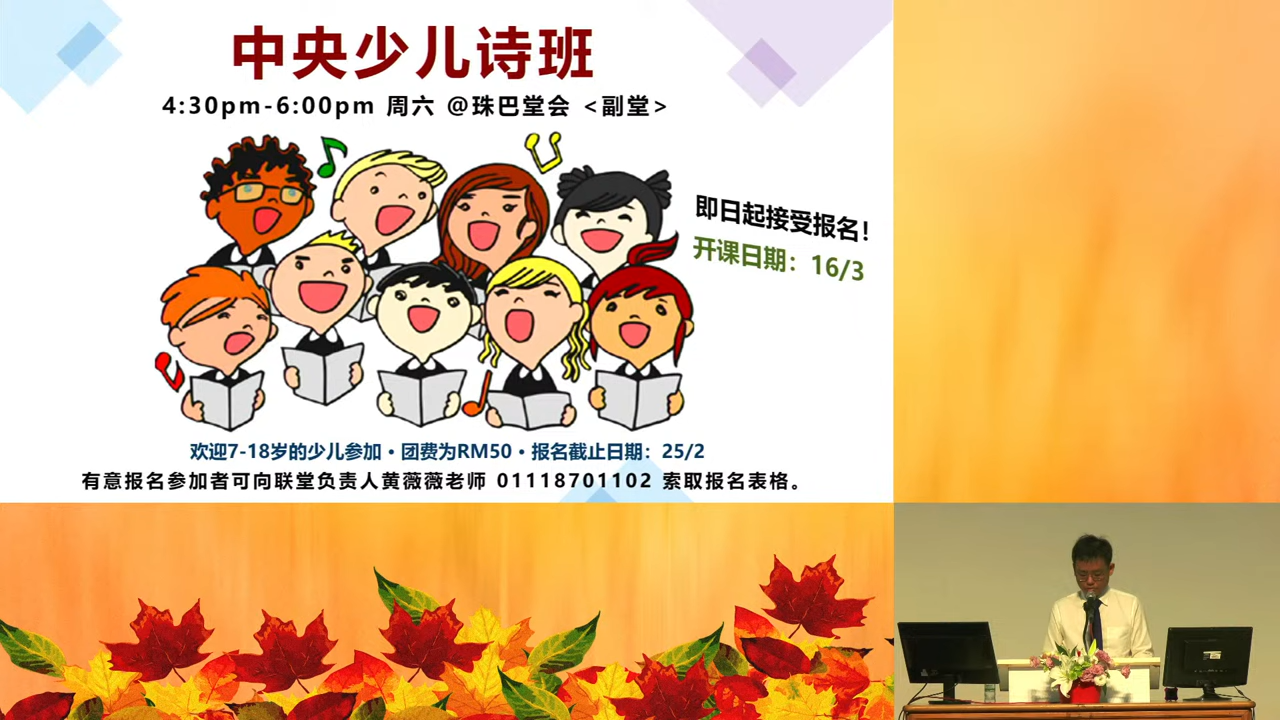 中央少儿诗班
4:30pm-6:00pm 周六 @珠巴堂会 <副堂>
即日起接受报名!
开课日期：16/3
欢迎7-18岁的少儿参加•团费为RM50•报名截止日期：25/2
有意报名参加者可向联堂负责人黄薇薇老师 01118701102 索取报名表格。